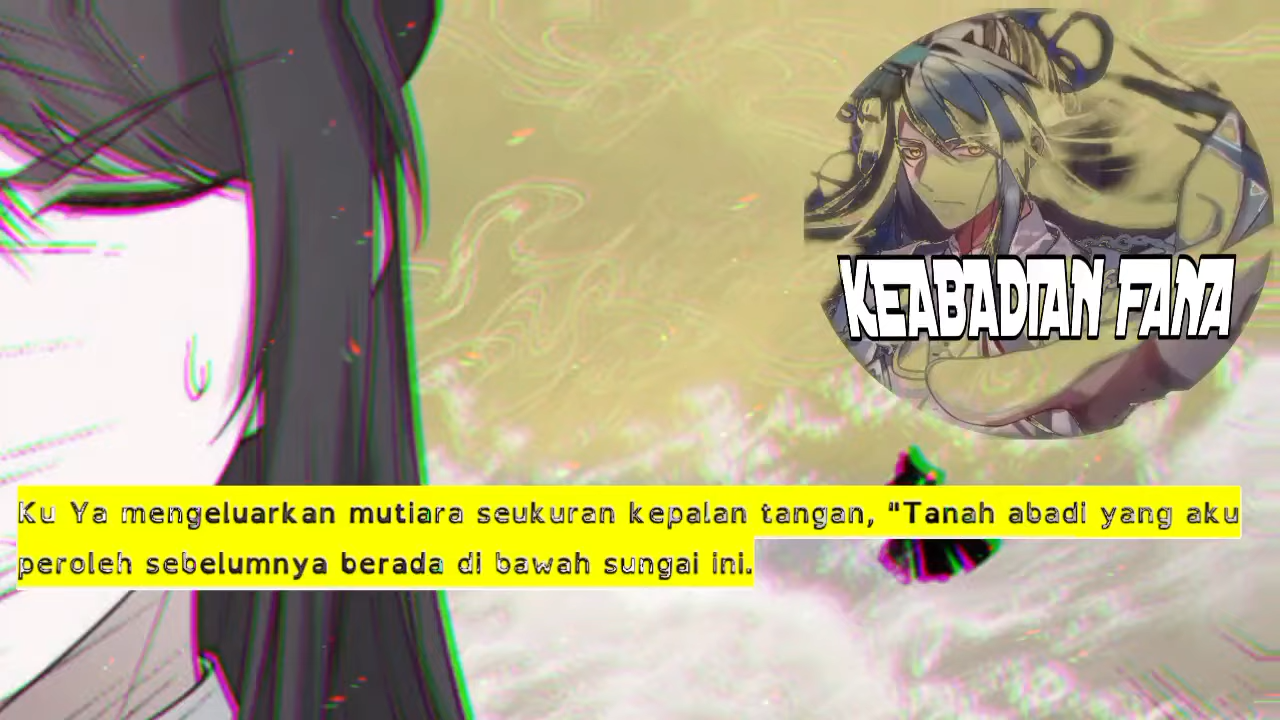 KEABADIAN FANA
Ku Ya mengeluarkan mutiara seukuran kepalan tangan, "Tanah abadi yang aku
peroleh sebelumnya berada di bawah sungai ini.